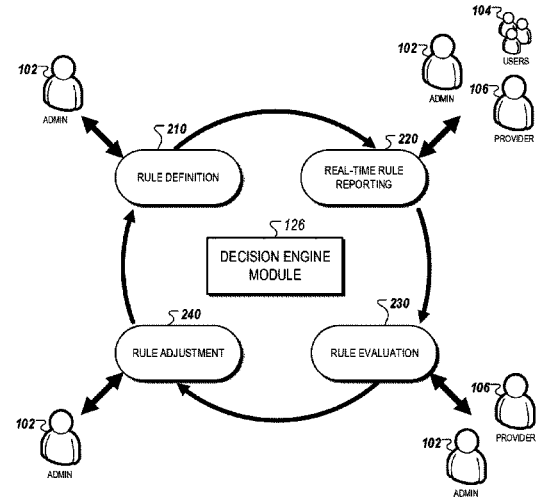 104
102
USERS
102
106
ADMIN
ADMIN
210
220
PROVIDER
RULE DEFINITION
REAL-TIME RULE
REPORTING
126
DECISION ENGINE
MODULE
240
230
RULE ADJUSTMENT
RULE EVALUATION
106
102
PROVIDER
102
ADMIN
ADMIN